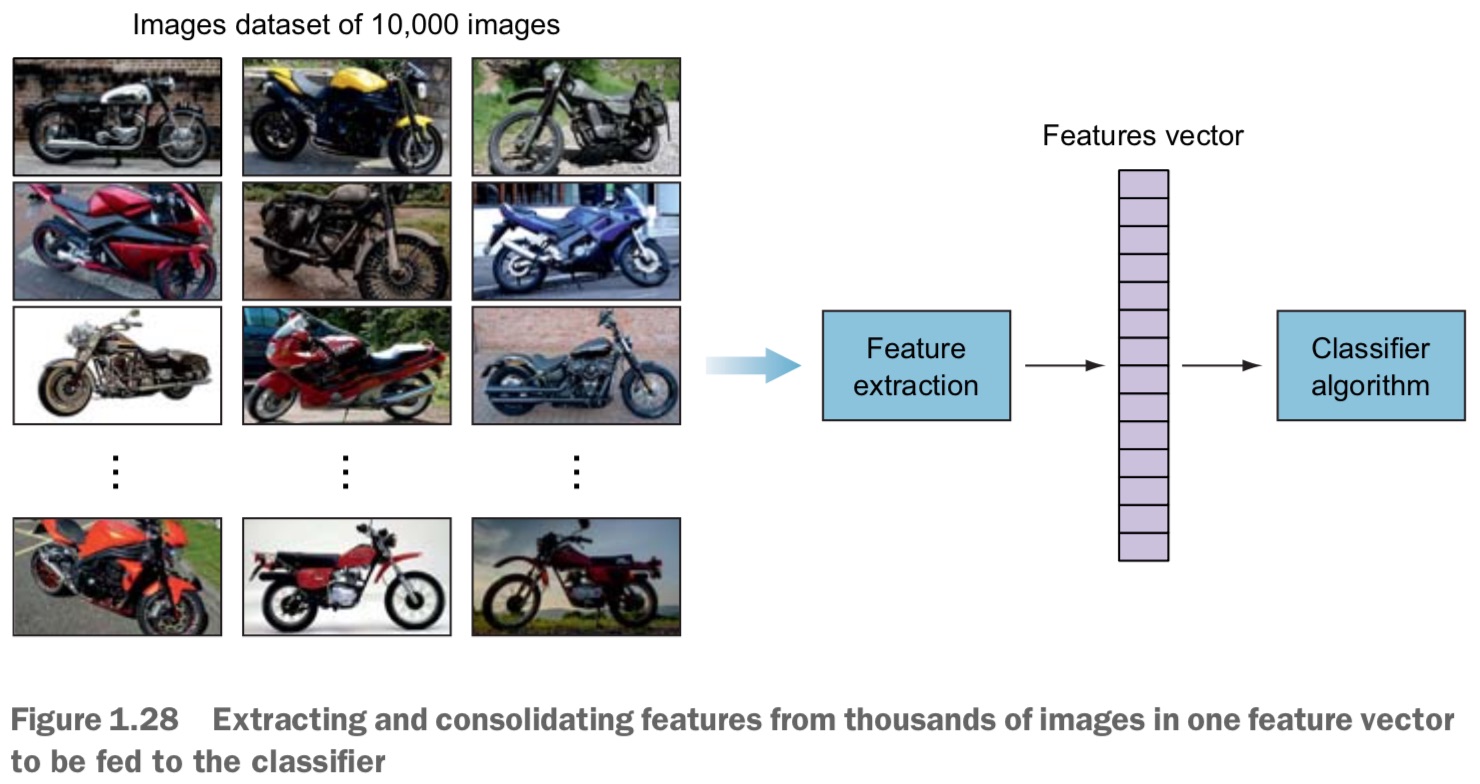 Images dataset of 10,000 images
Features vector
Feature
extraction
Classifier
algorithm
Figure 1.28 Extracting and consolidating features from thousands of images in one feature vector
to be fed to the classifier